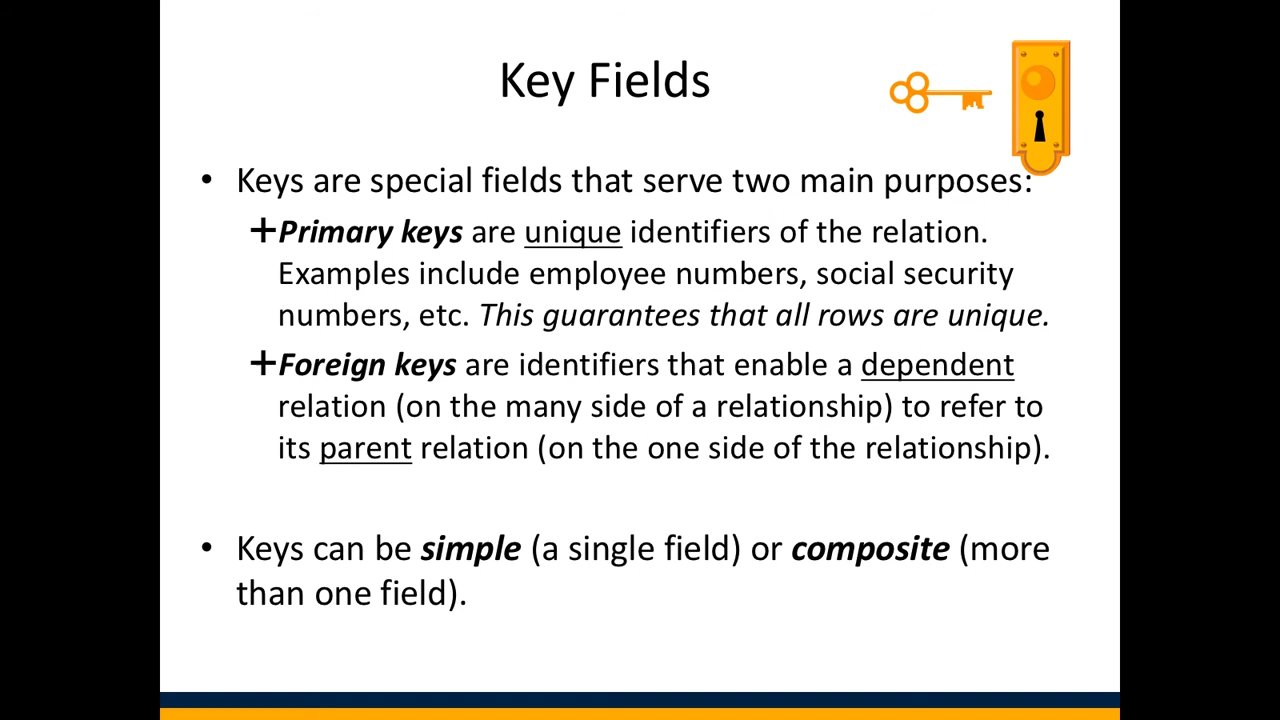 Key Fields
• Keys are special fields that serve two main purposes:
+Primary keys are unique identifiers of the relation.
Examples include employee numbers, social security
numbers, etc. This guarantees that all rows are unique.
+Foreign keys are identifiers that enable a dependent
relation (on the many side of a relationship) to refer to
its parent relation (on the one side of the relationship).
• Keys can be simple (a single field) or composite (more
than one field).